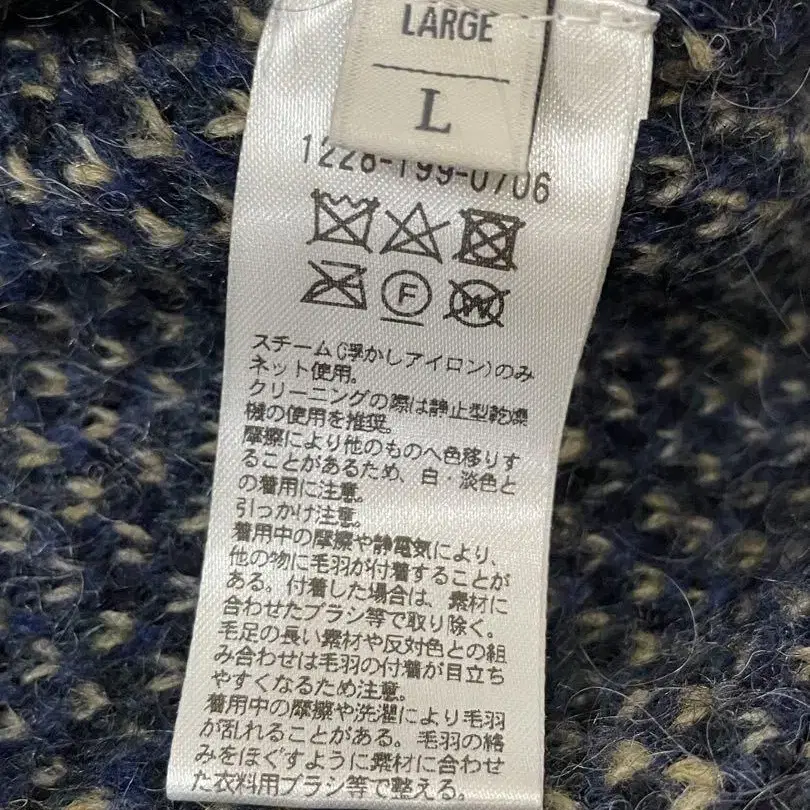 LARGE
L
1228-199-0706
F
W
スチーム(浮かしアイロン)のみ
ネット使用。
クリーニングの際は静止型乾燥
機の使用を推奨。
摩擦により他のものへ色移りす
ることがあるため、白・淡色と
の着用に注意。
引っかけ注意。
着用中の摩擦や静電気により、
他の物に毛羽が付着することが
ある。付着した場合は、素材に
合わせたブラシ等で取り除く。
毛足の長い素材や反対色との組
み合わせは毛羽の付着が目立ち
やすくなるため注意。
着用中の摩擦や洗濯により毛羽
が乱れることがある。毛羽の絡
みをほぐすように素材に合わせ
た衣料用ブラシ等で整える。